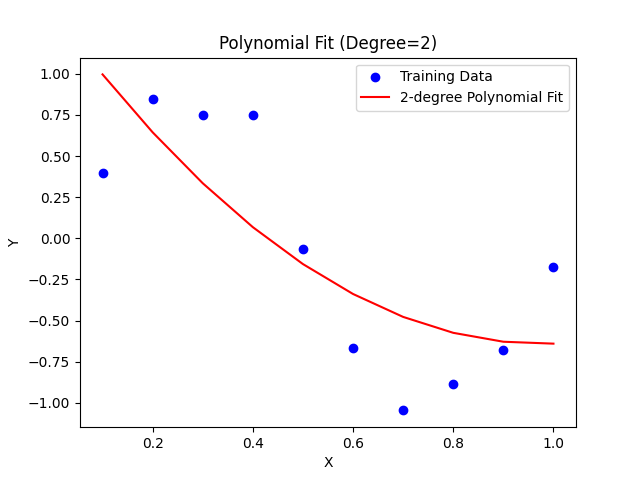 Polynomial Fit (Degree=2)
Training Data
2-degree Polynomial Fit
1.00
0.75
0.50
0.25
0.00
−0.25
−0.50
−0.75
−1.00
Y
0.2 0.4 0.6 0.8 1.0
X